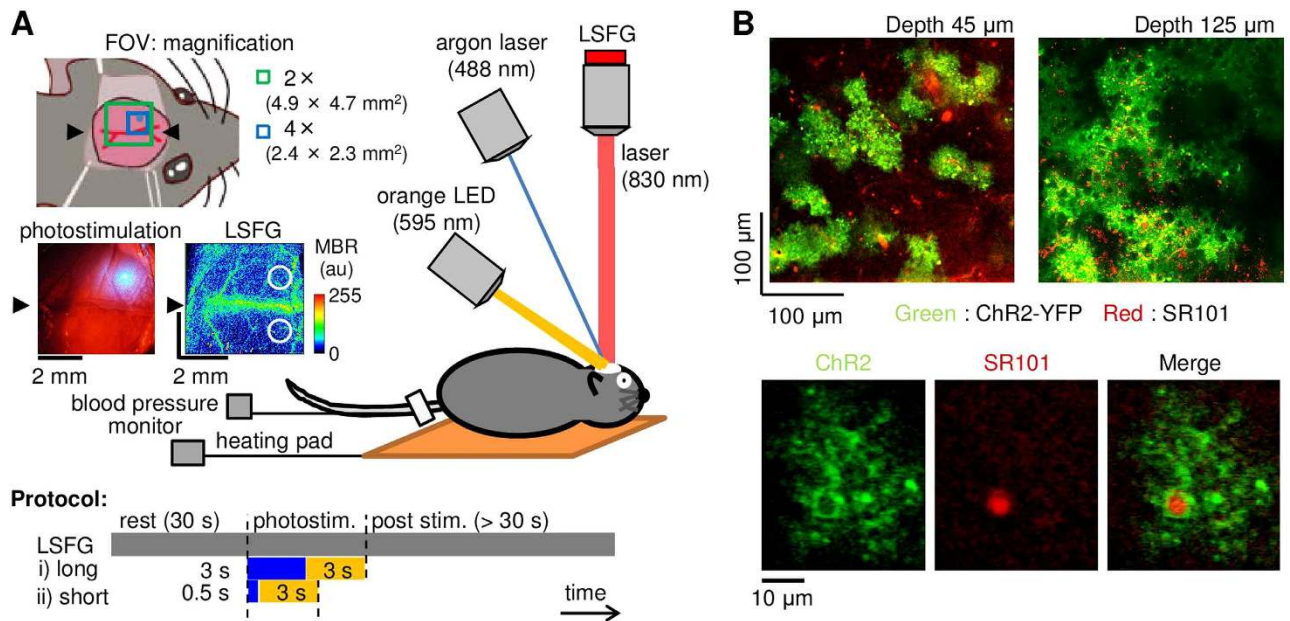 A
FOV: magnification
2×
(4.9 × 4.7 mm²)
4×
(2.4 × 2.3 mm²)
argon laser
(488 nm)
LSFG
laser
(830 nm)
orange LED
(595 nm)
photostimulation
LSFG
MBR
(au)
255
0
2 mm
2 mm
blood pressure
monitor
heating pad
Protocol:
rest (30 s)
photostim.
post stim. (> 30 s)
LSFG
i) long
3 s
3 s
ii) short
0.5 s
3 s
time
B
Depth 45 µm
Depth 125 µm
100 µm
100 µm
Green : ChR2-YFP
Red : SR101
ChR2
SR101
Merge
10 µm